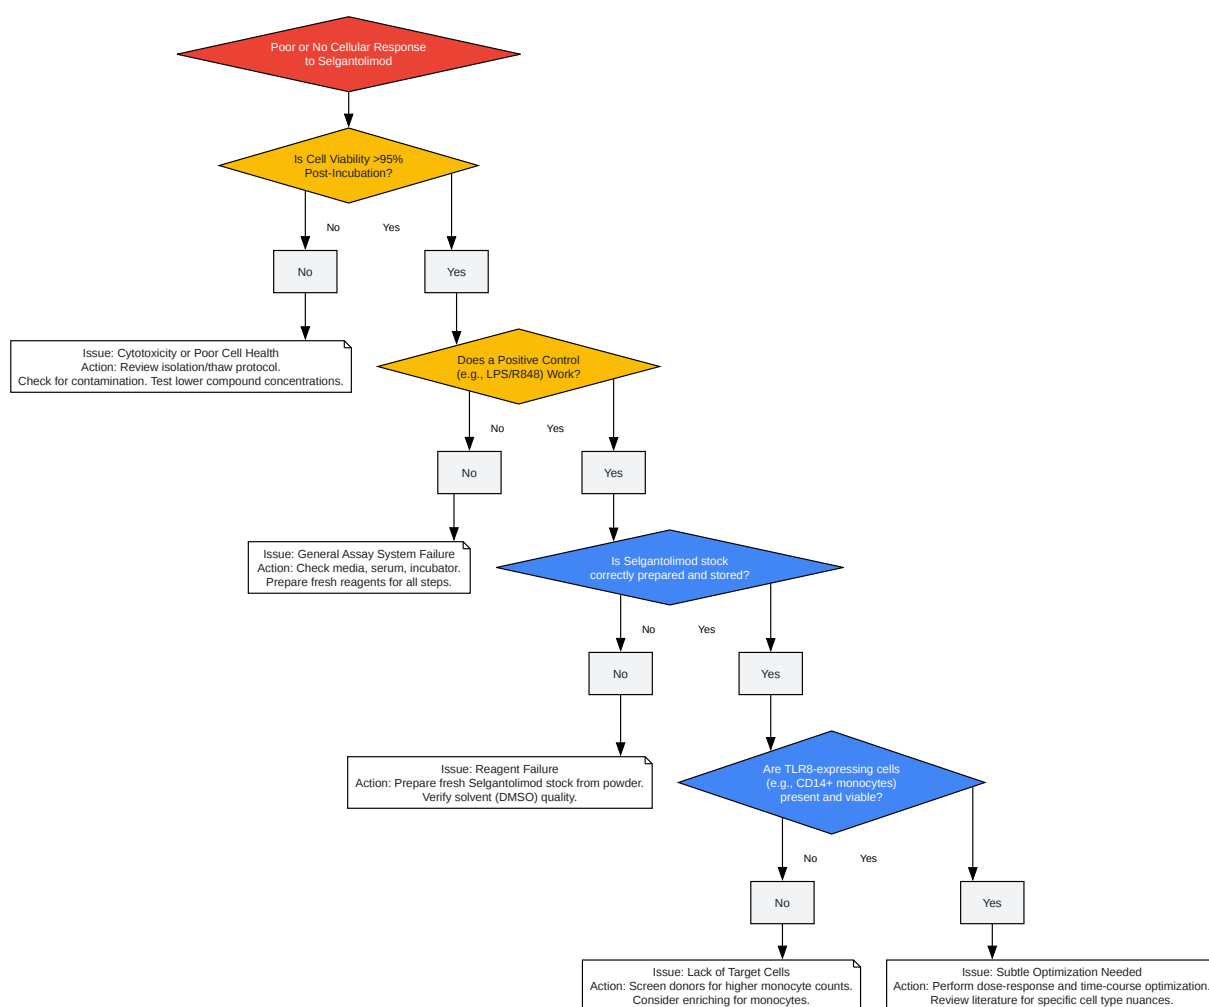 Poor or No Cellular Response
to Selgantolimod
Is Cell Viability >95%
Post-Incubation?
No
Yes
No
Yes
Issue: Cytotoxicity or Poor Cell Health
Action: Review isolation/thaw protocol.
Check for contamination. Test lower compound concentrations.
Does a Positive Control
(e.g., LPS/R848) Work?
No
Yes
No
Yes
Issue: General Assay System Failure
Action: Check media, serum, incubator.
Prepare fresh reagents for all steps.
Is Selgantolimod stock
correctly prepared and stored?
No
Yes
No
Yes
Issue: Reagent Failure
Action: Prepare fresh Selgantolimod stock from powder.
Verify solvent (DMSO) quality.
Are TLR8-expressing cells
(e.g., CD14+ monocytes)
present and viable?
No
Yes
No
Yes
Issue: Lack of Target Cells
Action: Screen donors for higher monocyte counts.
Consider enriching for monocytes.
Issue: Subtle Optimization Needed
Action: Perform dose-response and time-course optimization.
Review literature for specific cell type nuances.